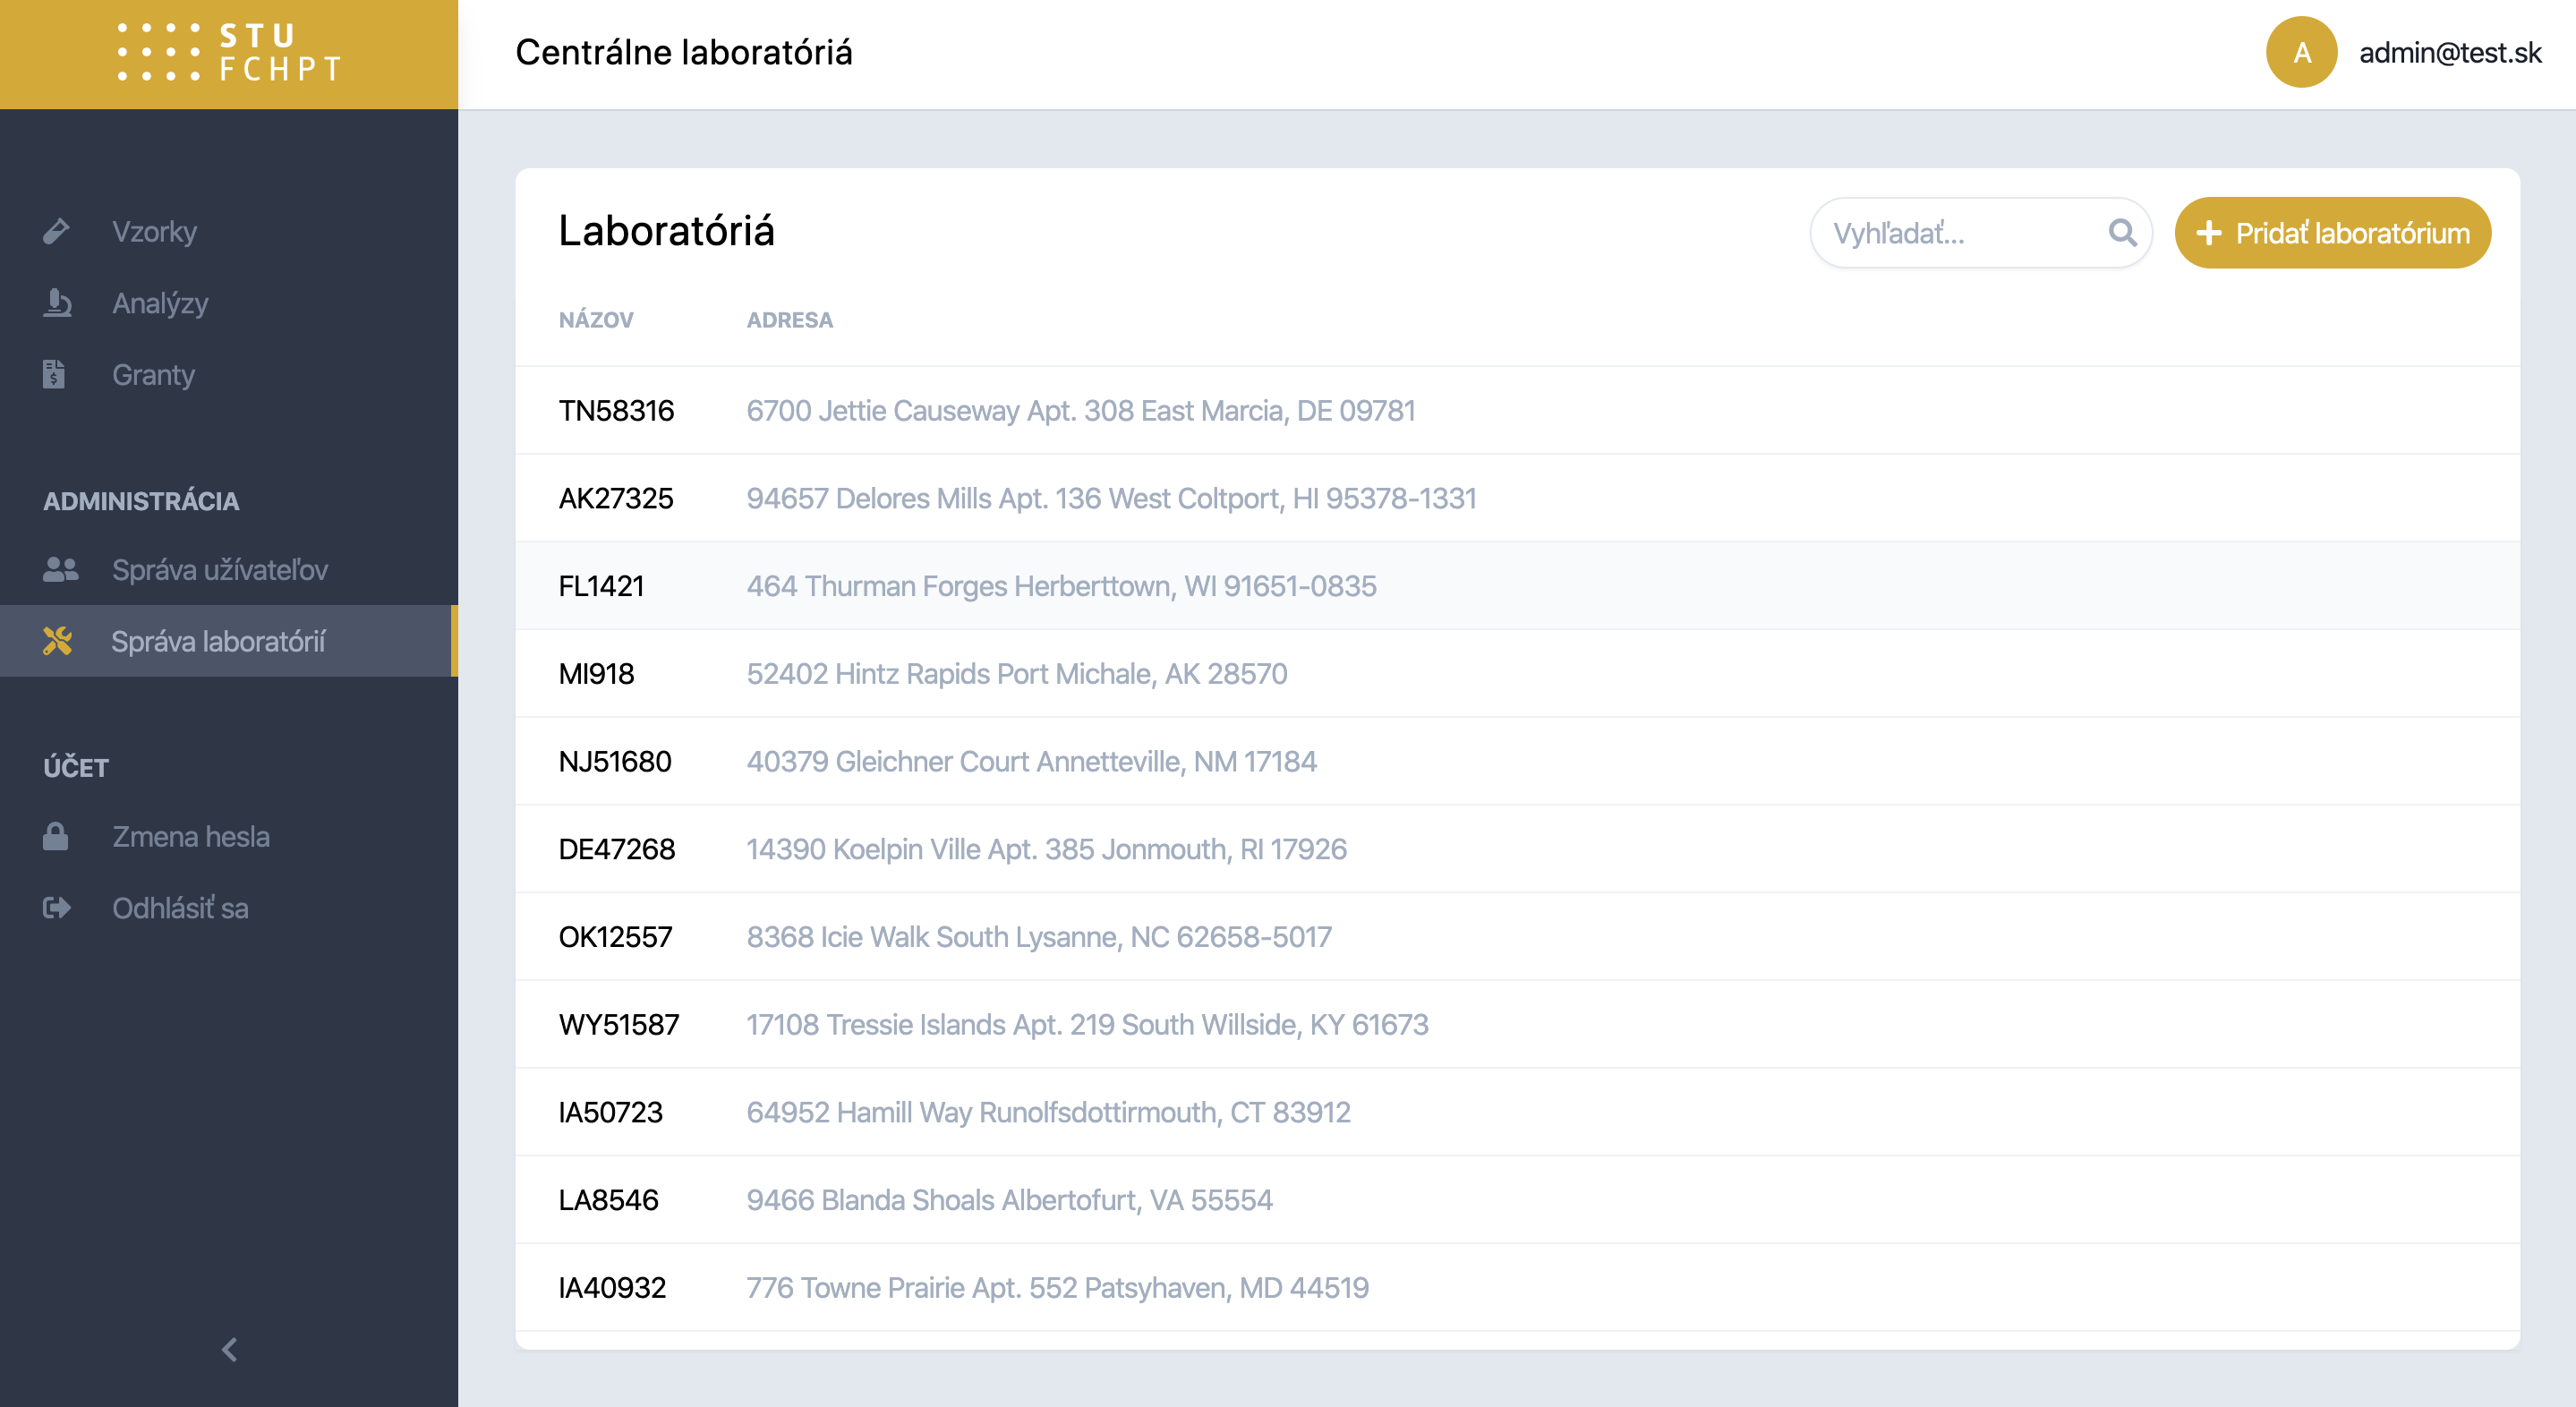 STU
FCHPT
Centrálne laboratóriá
A
admin@test.sk
Vzorky
Analýzy
Granty
ADMINISTRÁCIA
Správa užívateľov
Správa laboratórií
ÚČET
Zmena hesla
Odhlásiť sa
Laboratóriá
Vyhľadať...
Pridať laboratórium
NÁZOV ADRESA
TN58316 6700 Jettie Causeway Apt. 308 East Marcia, DE 09781
AK27325 94657 Delores Mills Apt. 136 West Coltport, HI 95378-1331
FL1421 464 Thurman Forges Herberttown, WI 91651-0835
MI918 52402 Hintz Rapids Port Michale, AK 28570
NJ51680 40379 Gleichner Court Annetteville, NM 17184
DE47268 14390 Koelpin Ville Apt. 385 Jonmouth, RI 17926
OK12557 8368 Icie Walk South Lysanne, NC 62658-5017
WY51587 17108 Tressie Islands Apt. 219 South Willside, KY 61673
IA50723 64952 Hamill Way Runolfsdottirmouth, CT 83912
LA8546 9466 Blanda Shoals Albertofurt, VA 55554
IA40932 776 Towne Prairie Apt. 552 Patsyhaven, MD 44519